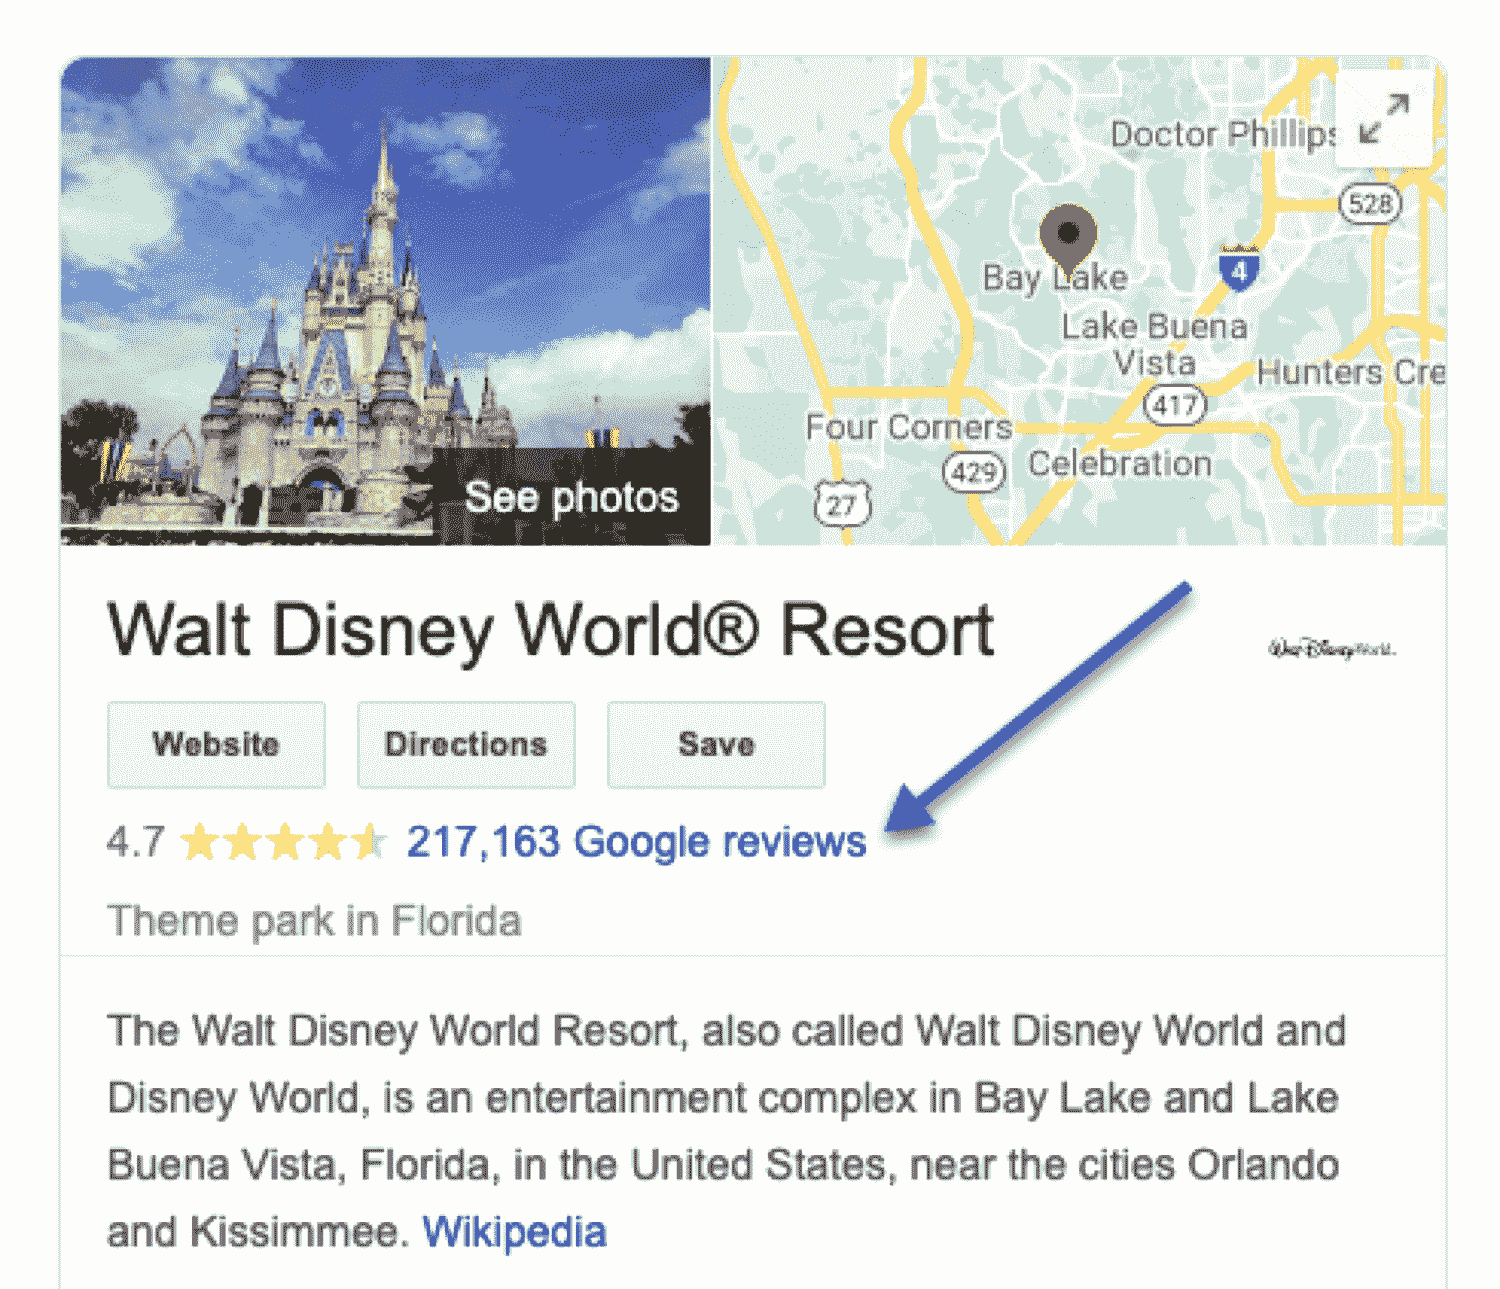 Doctor Phillips
528
Bay Lake
4
Lake Buena
Vista
Hunters Cre
417
Four Corners
429
Celebration
27
See photos
Walt Disney World® Resort
Walt Disney World
Website
Directions
Save
4.7
217,163 Google reviews
Theme park in Florida
The Walt Disney World Resort, also called Walt Disney World and
Disney World, is an entertainment complex in Bay Lake and Lake
Buena Vista, Florida, in the United States, near the cities Orlando
and Kissimmee. Wikipedia